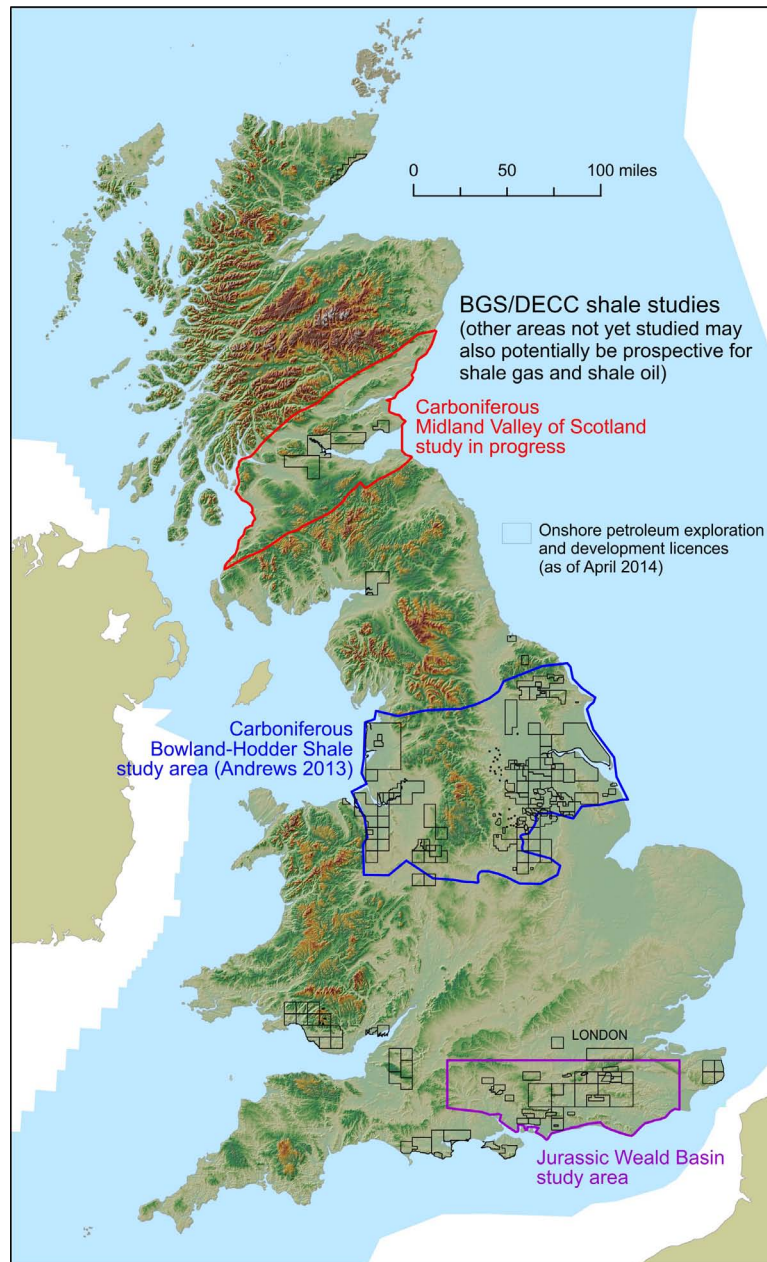 0 50 100 miles
BGS/DECC shale studies
(other areas not yet studied may
also potentially be prospective for
shale gas and shale oil)
Carboniferous
Midland Valley of Scotland
study in progress
Onshore petroleum exploration
and development licences
(as of April 2014)
Carboniferous
Bowland-Hodder Shale
study area (Andrews 2013)
LONDON
Jurassic Weald Basin
study area